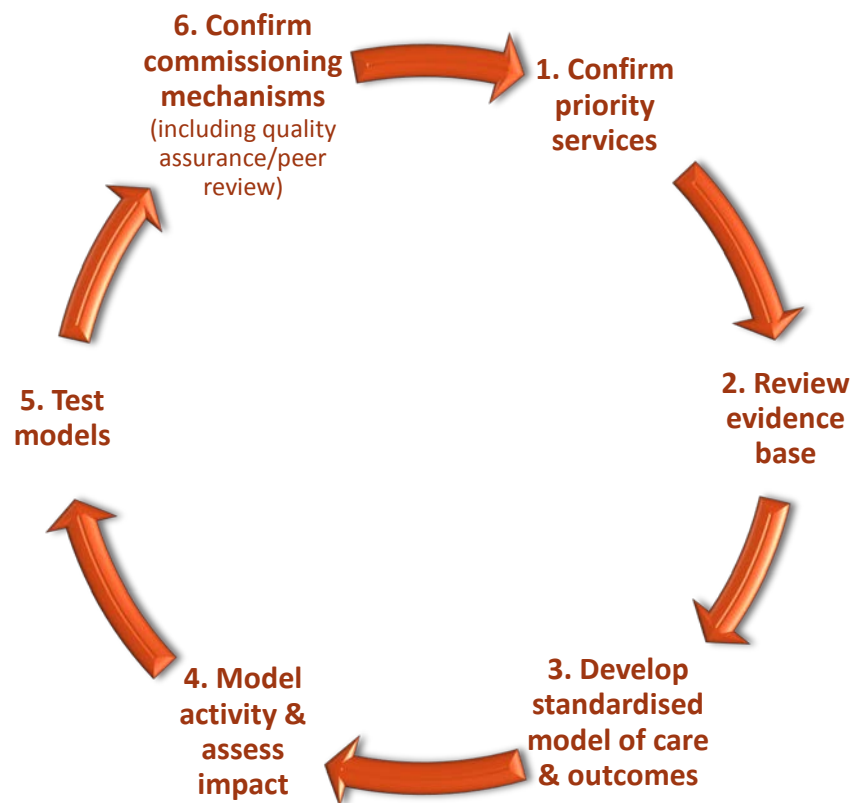 1. Confirm
priority
services
2. Review
evidence
base
3. Develop
standardised
model of care
& outcomes
4. Model
activity &
assess
impact
5. Test
models
6. Confirm
commissioning
mechanisms
(including quality
assurance/peer
review)